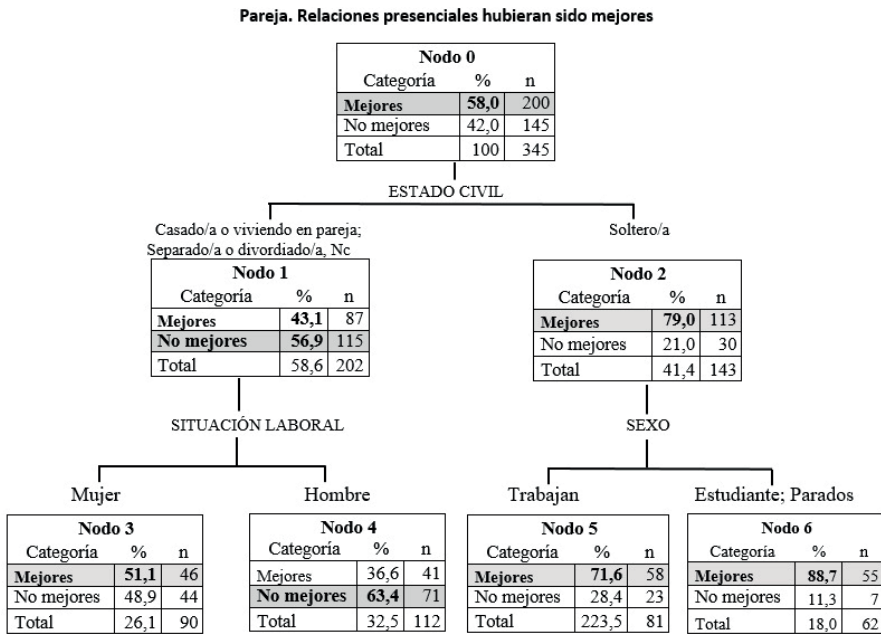 Pareja. Relaciones presenciales hubieran sido mejores
Nodo 0
Categoría % n
Mejores 58,0 200
No mejores 42,0 145
Total 100 345
ESTADO CIVIL
Casado/a o viviendo en pareja;
Separado/a o divordiado/a, Nc
Nodo 1
Categoría % n
Mejores 43,1 87
No mejores 56,9 115
Total 58,6 202
Soltero/a
Nodo 2
Categoría % n
Mejores 79,0 113
No mejores 21,0 30
Total 41,4 143
SITUACIÓN LABORAL
SEXO
Mujer
Nodo 3
Categoría % n
Mejores 51,1 46
No mejores 48,9 44
Total 26,1 90
Hombre
Nodo 4
Categoría % n
Mejores 36,6 41
No mejores 63,4 71
Total 32,5 112
Trabajan
Nodo 5
Categoría % n
Mejores 71,6 58
No mejores 28,4 23
Total 223,5 81
Estudiante; Parados
Nodo 6
Categoría % n
Mejores 88,7 55
No mejores 11,3 7
Total 18,0 62